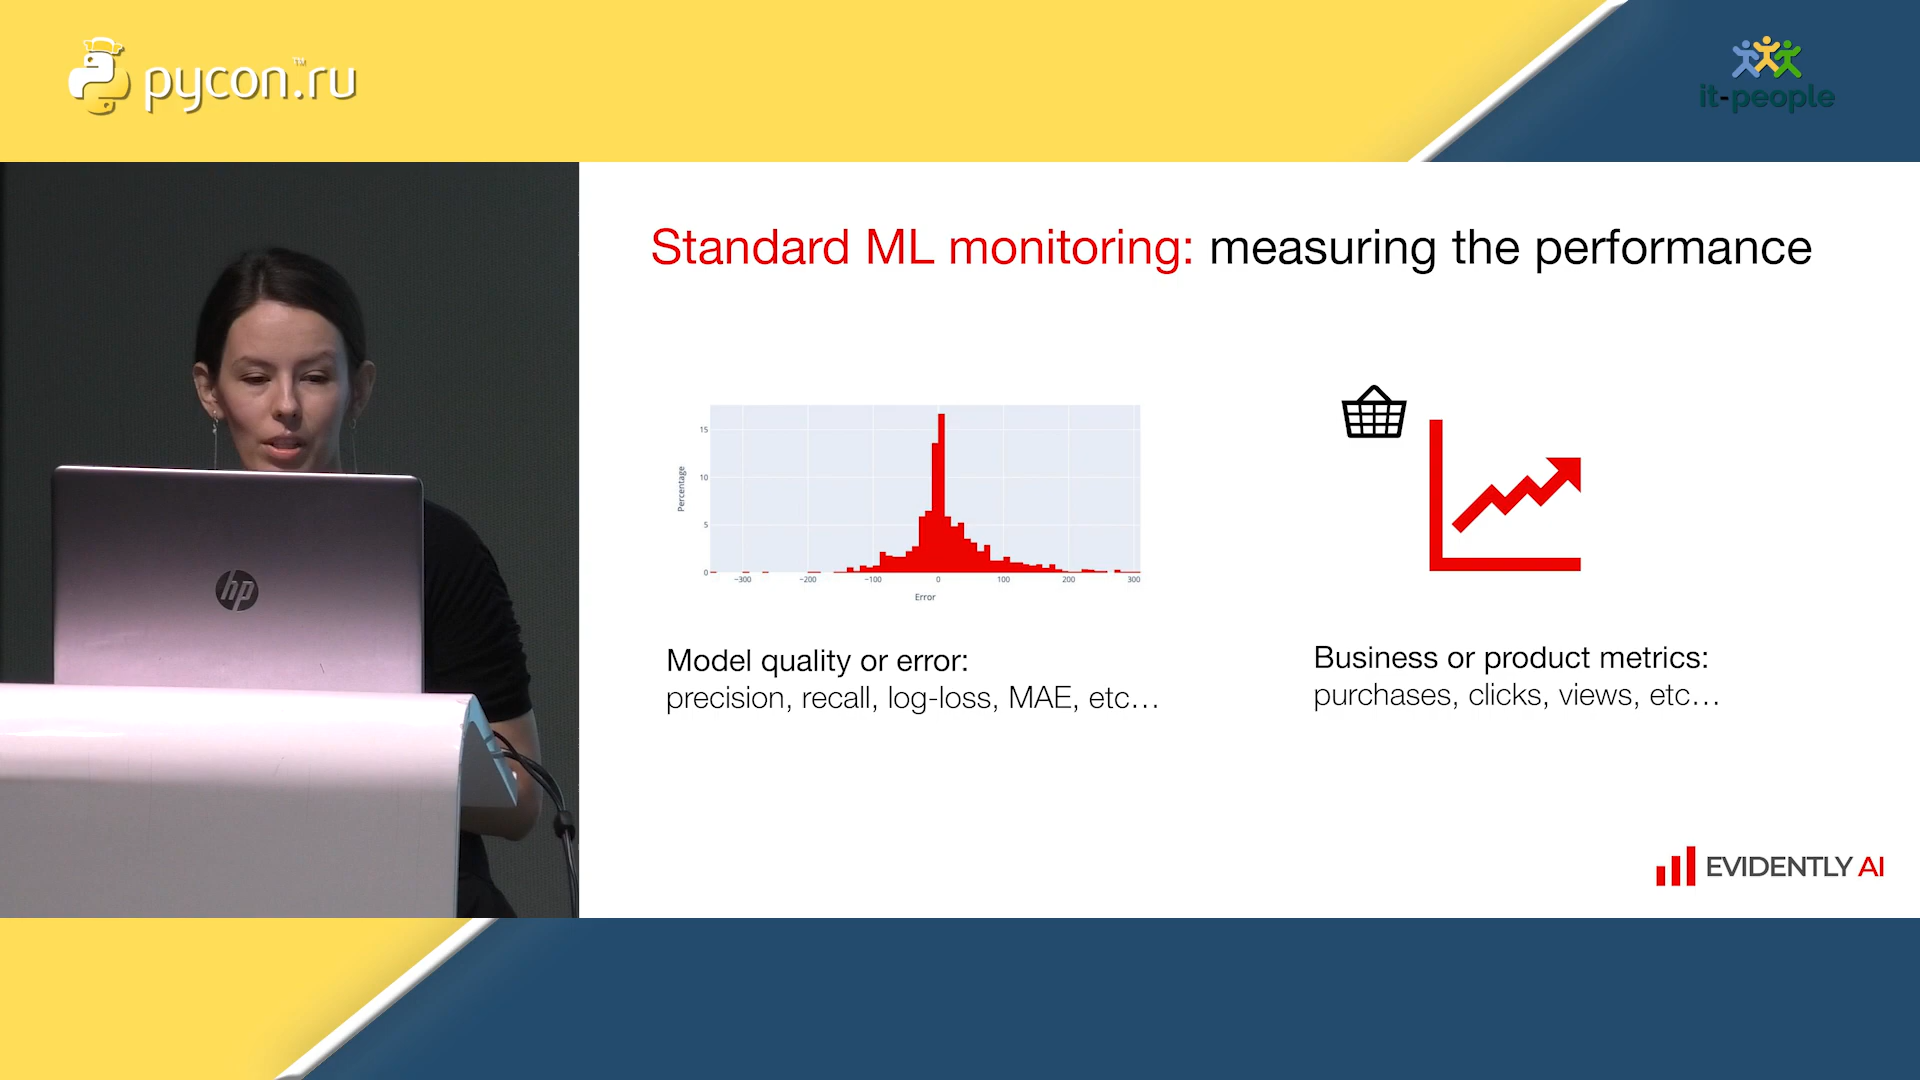 pycon.ru
TM
it-people
Standard ML monitoring: measuring the performance
15
10
5
0
Percentage
−300
−200
−100
0
100
200
300
Error
Model quality or error:
precision, recall, log-loss, MAE, etc…
Business or product metrics:
purchases, clicks, views, etc…
hp
EVIDENTLY AI